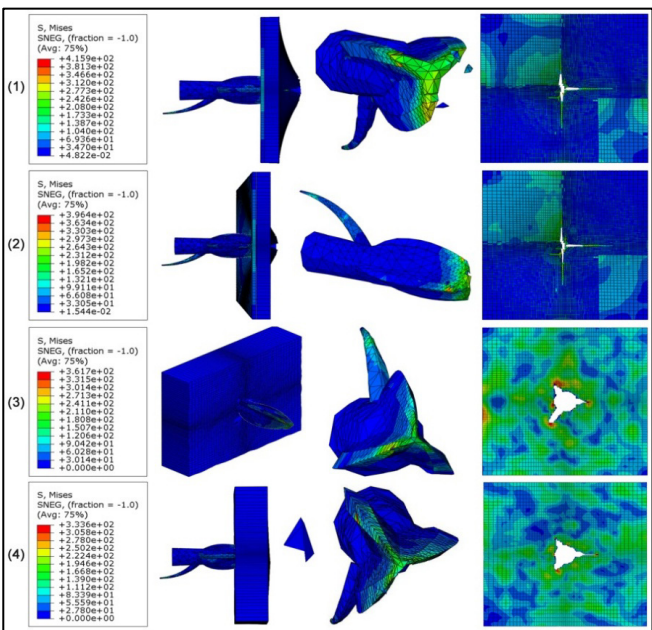 (1)
S, Mises
SNEG, (fraction = -1.0)
(Avg: 75%)
+4.159e+02
+3.813e+02
+3.466e+02
+3.120e+02
+2.773e+02
+2.426e+02
+2.080e+02
+1.733e+02
+1.387e+02
+1.040e+02
+6.936e+01
+3.470e+01
+4.822e-02
(2)
S, Mises
SNEG, (fraction = -1.0)
(Avg: 75%)
+3.964e+02
+3.634e+02
+3.303e+02
+2.973e+02
+2.643e+02
+2.312e+02
+1.982e+02
+1.652e+02
+1.321e+02
+9.911e+01
+6.608e+01
+3.305e+01
+1.544e-02
(3)
S, Mises
SNEG, (fraction = -1.0)
(Avg: 75%)
+3.617e+02
+3.315e+02
+3.014e+02
+2.713e+02
+2.411e+02
+2.110e+02
+1.808e+02
+1.507e+02
+1.206e+02
+9.042e+01
+6.028e+01
+3.014e+01
+0.000e+00
(4)
S, Mises
SNEG, (fraction = -1.0)
(Avg: 75%)
+3.336e+02
+3.058e+02
+2.780e+02
+2.502e+02
+2.224e+02
+1.946e+02
+1.668e+02
+1.390e+02
+1.112e+02
+8.339e+01
+5.559e+01
+2.780e+01
+0.000e+00